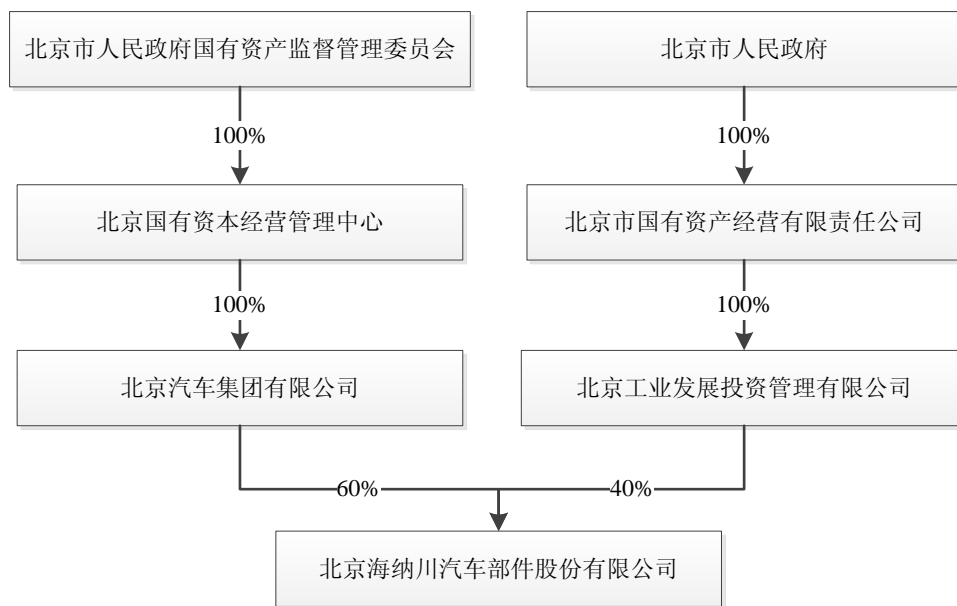 北京市人民政府国有资产监督管理委员会
北京市人民政府
100%
100%
北京国有资本经营管理中心
北京市国有资产经营有限责任公司
100%
100%
北京汽车集团有限公司
北京工业发展投资管理有限公司
60%
40%
北京海纳川汽车部件股份有限公司